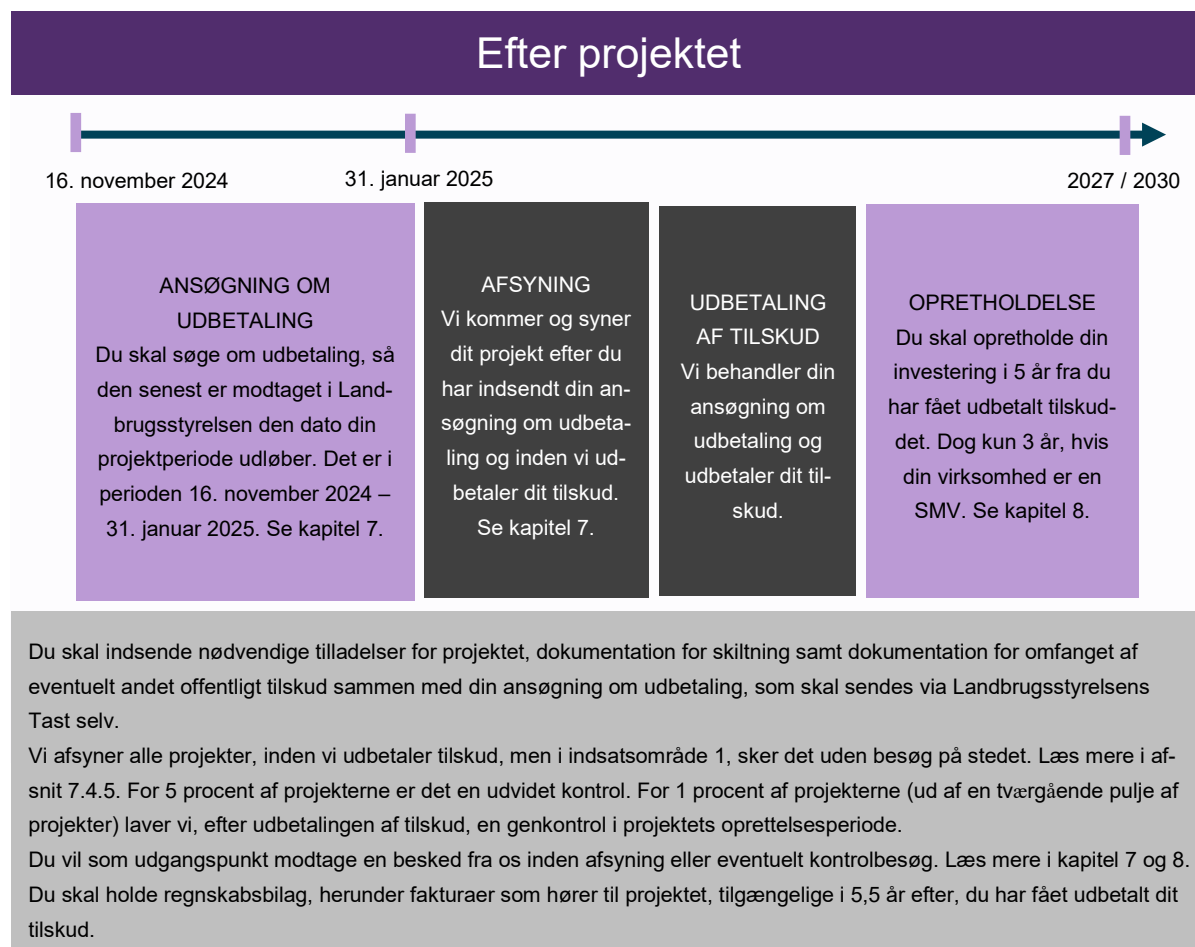 Efter projektet
16. november 2024
31. januar 2025
2027 / 2030
ANSØGNING OM
UDBETALING
Du skal søge om udbetaling, så
den senest er modtaget i Land-
brugsstyrelsen den dato din
projektperiode udløber. Det er i
perioden 16. november 2024 –
31. januar 2025. Se kapitel 7.
AFSYNING
Vi kommer og syner
dit projekt efter du
har indsendt din an-
søgning om udbeta-
ling og inden vi ud-
betaler dit tilskud.
Se kapitel 7.
UDBETALING
AF TILSKUD
Vi behandler din
ansøgning om
udbetaling og
udbetaler dit til-
skud.
OPRETHOLDELSE
Du skal opretholde din
investering i 5 år fra du
har fået udbetalt tilskud-
det. Dog kun 3 år, hvis
din virksomhed er en
SMV. Se kapitel 8.
Du skal indsende nødvendige tilladelser for projektet, dokumentation for skiltning samt dokumentation for omfanget af
eventuelt andet offentligt tilskud sammen med din ansøgning om udbetaling, som skal sendes via Landbrugsstyrelsens
Tast selv.
Vi afsyner alle projekter, inden vi udbetaler tilskud, men i indsatsområde 1, sker det uden besøg på stedet. Læs mere i af-
snit 7.4.5. For 5 procent af projekterne er det en udvidet kontrol. For 1 procent af projekterne (ud af en tværgående pulje af
projekter) laver vi, efter udbetalingen af tilskud, en genkontrol i projektets oprettelsesperiode.
Du vil som udgangspunkt modtage en besked fra os inden afsyning eller eventuelt kontrolbesøg. Læs mere i kapitel 7 og 8.
Du skal holde regnskabsbilag, herunder fakturaer som hører til projektet, tilgængelige i 5,5 år efter, du har fået udbetalt dit
tilskud.